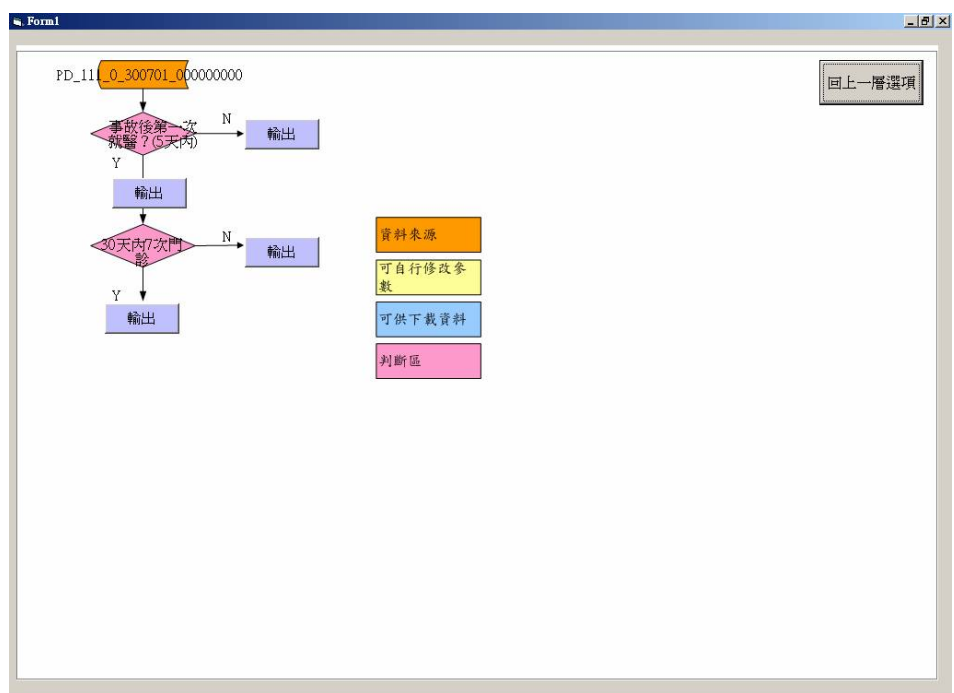 Form1
PD_111_0_300701_000000000
回上一層選項
事故後第一次
就醫？(5天內)
N
輸出
Y
輸出
30天內7次門
診
N
輸出
Y
輸出
資料來源
可自行修改參
數
可供下載資料
判斷區